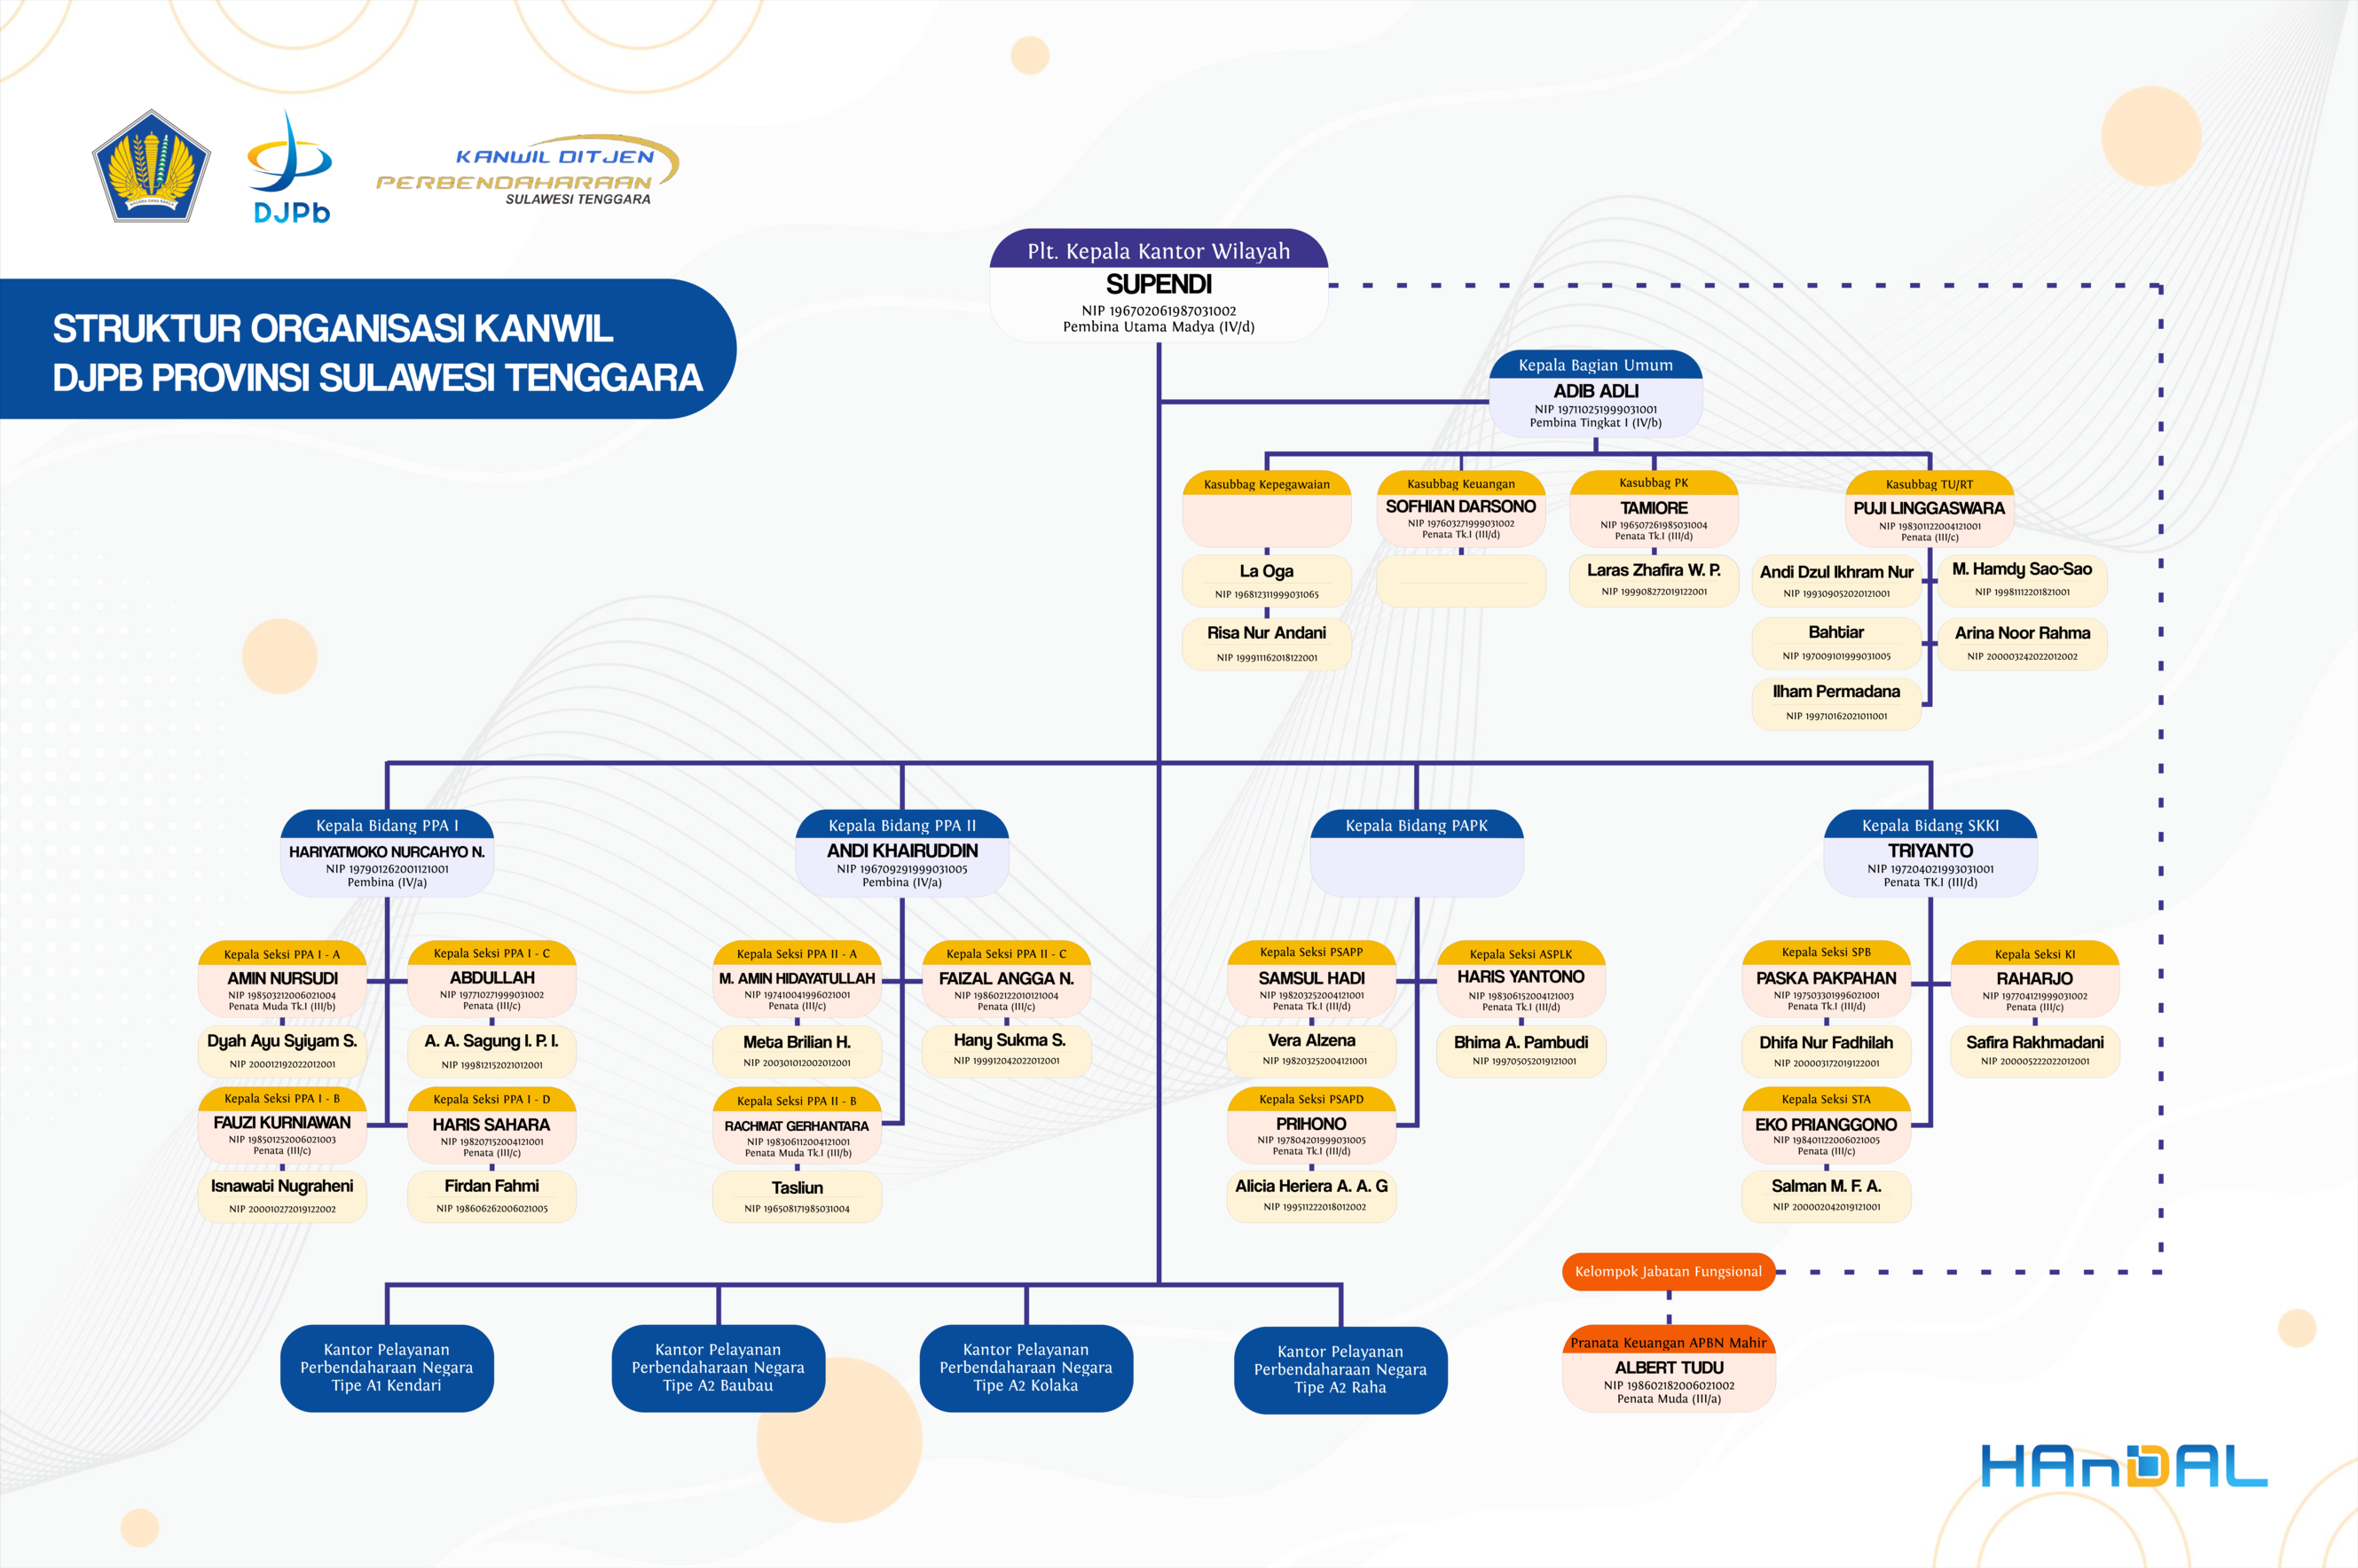 DJPb
KANWIL DITJEN
PERBENDAHARAAN
SULAWESI TENGGARA
STRUKTUR ORGANISASI KANWIL
DJPB PROVINSI SULAWESI TENGGARA
Plt. Kepala Kantor Wilayah
SUPENDI
NIP 196702061987031002
Pembina Utama Madya (IV/d)
Kepala Bagian Umum
ADIB ADLI
NIP 197110251999031001
Pembina Tingkat I (IV/b)
Kasubbag Kepegawaian
La Oga
NIP 196812311999031065
Risa Nur Andani
NIP 199911162018122001
Kasubbag Keuangan
SOFHIAN DARSONO
NIP 197603271999031002
Penata Tk.I (III/d)
Kasubbag PK
TAMIORE
NIP 196507261985031004
Penata Tk.I (III/d)
Laras Zhafira W. P.
NIP 199908272019122001
Kasubbag TU/RT
PUJI LINGGASWARA
NIP 198301122004121001
Penata (III/c)
Andi Dzul Ikhram Nur
NIP 199309052020121001
M. Hamdy Sao-Sao
NIP 19981112201821001
Bahtiar
NIP 197009101999031005
Arina Noor Rahma
NIP 200003242022012002
Ilham Permadana
NIP 199710162021011001
Kepala Bidang PPA I
HARIYATMOKO NURCAHYO N.
NIP 197901262001121001
Pembina (IV/a)
Kepala Seksi PPA I - A
AMIN NURSUDI
NIP 198503212006021004
Penata Muda Tk.I (III/b)
Dyah Ayu Syiyam S.
NIP 200012192022012001
Kepala Seksi PPA I - C
ABDULLAH
NIP 197710271999031002
Penata (III/c)
A. A. Sagung I. P. I.
NIP 199812152021012001
Kepala Seksi PPA I - B
FAUZI KURNIAWAN
NIP 198501252006021003
Penata (III/c)
Isnawati Nugraheni
NIP 200010272019122002
Kepala Seksi PPA I - D
HARIS SAHARA
NIP 198207152004121001
Penata (III/c)
Firdan Fahmi
NIP 198606262006021005
Kepala Bidang PPA II
ANDI KHAIRUDDIN
NIP 196709291999031005
Pembina (IV/a)
Kepala Seksi PPA II - A
M. AMIN HIDAYATULLAH
NIP 197410041996021001
Penata (III/c)
Meta Brilian H.
NIP 200301012002012001
Kepala Seksi PPA II - C
FAIZAL ANGGA N.
NIP 198602122010121004
Penata (III/c)
Hany Sukma S.
NIP 199912042022012001
Kepala Seksi PPA II - B
RACHMAT GERHANTARA
NIP 198306112004121001
Penata Muda Tk.I (III/b)
Tasliun
NIP 196508171985031004
Kepala Bidang PAPK
Kepala Seksi PSAPP
SAMSUL HADI
NIP 198203252004121001
Penata Tk.I (III/d)
Vera Alzena
NIP 198203252004121001
Kepala Seksi ASPLK
HARIS YANTONO
NIP 198306152004121003
Penata Tk.I (III/d)
Bhima A. Pambudi
NIP 199705052019121001
Kepala Seksi PSAPD
PRIHONO
NIP 197804201999031005
Penata Tk.I (III/d)
Alicia Heriera A. A. G
NIP 199511222018012002
Kepala Bidang SKKI
TRIYANTO
NIP 197204021993031001
Penata TK.I (III/d)
Kepala Seksi SPB
PASKA PAKPAHAN
NIP 197503301996021001
Penata Tk.I (III/d)
Dhifa Nur Fadhilah
NIP 200003172019122001
Kepala Seksi KI
RAHARJO
NIP 197704121999031002
Penata (III/c)
Safira Rakhmadani
NIP 200005222022012001
Kepala Seksi STA
EKO PRIANGGONO
NIP 198401122006021005
Penata (III/c)
Salman M. F. A.
NIP 200002042019121001
Kelompok Jabatan Fungsional
Pranata Keuangan APBN Mahir
ALBERT TUDU
NIP 198602182006021002
Penata Muda (III/a)
Kantor Pelayanan
Perbendaharaan Negara
Tipe A1 Kendari
Kantor Pelayanan
Perbendaharaan Negara
Tipe A2 Baubau
Kantor Pelayanan
Perbendaharaan Negara
Tipe A2 Kolaka
Kantor Pelayanan
Perbendaharaan Negara
Tipe A2 Raha
HAnDAL